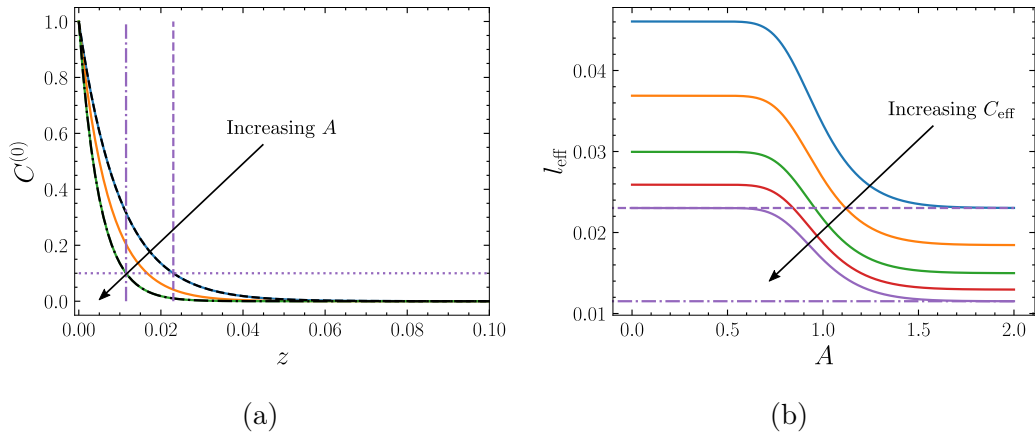 1.0
0.8
0.6
0.4
0.2
0.0
C^(0)
Increasing A
0.00 0.02 0.04 0.06 0.08 0.10
z
(a)
0.04
0.03
0.02
0.01
l_eff
Increasing C_eff
0.0 0.5 1.0 1.5 2.0
A
(b)